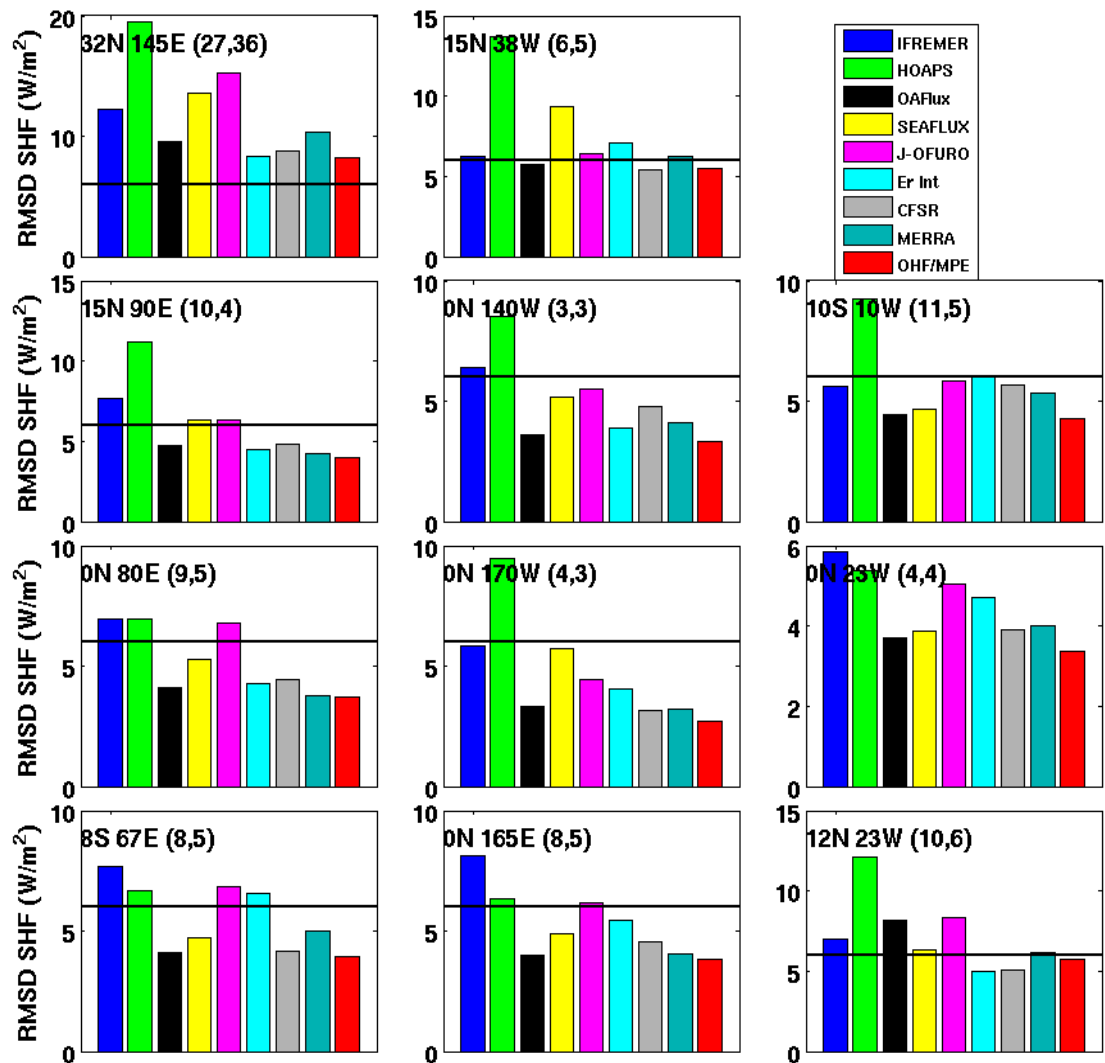 20
10
0
RMSD SHF (W/m²)
32N 145E (27,36)
15
10
5
0
15N 38W (6,5)
IFREMER
HOAPS
OAFlux
SEAFLUX
J-OFURO
Er Int
CFSR
MERRA
OHF/MPE
15
10
5
0
RMSD SHF (W/m²)
15N 90E (10,4)
10
5
0
0N 140W (3,3)
10
5
0
10S 10W (11,5)
10
5
0
RMSD SHF (W/m²)
0N 80E (9,5)
10
5
0
0N 170W (4,3)
6
4
2
0
0N 23W (4,4)
10
5
0
RMSD SHF (W/m²)
8S 67E (8,5)
10
5
0
0N 165E (8,5)
15
10
5
0
12N 23W (10,6)